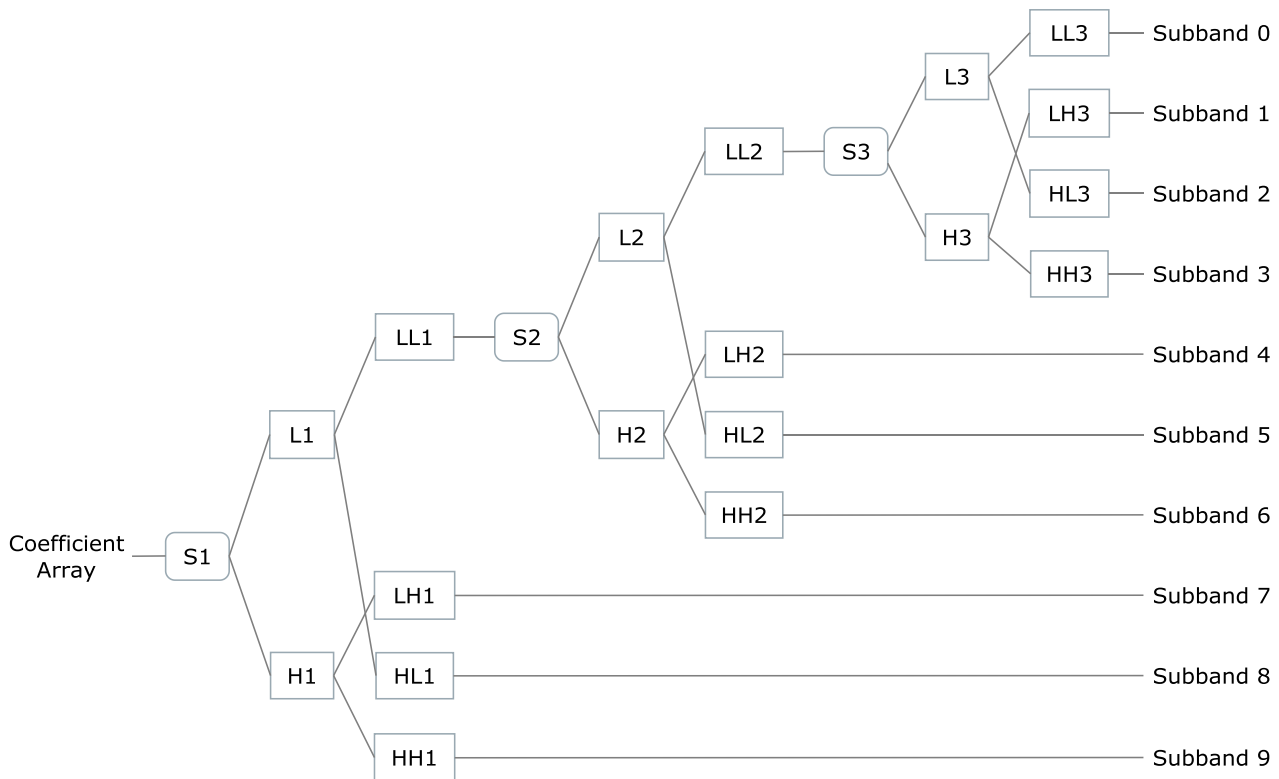 LL3
Subband 0
L3
LH3
Subband 1
LL2
S3
HL3
Subband 2
L2
H3
HH3
Subband 3
LL1
S2
LH2
Subband 4
L1
H2
HL2
Subband 5
HH2
Subband 6
Coefficient
Array
S1
LH1
Subband 7
H1
HL1
Subband 8
HH1
Subband 9